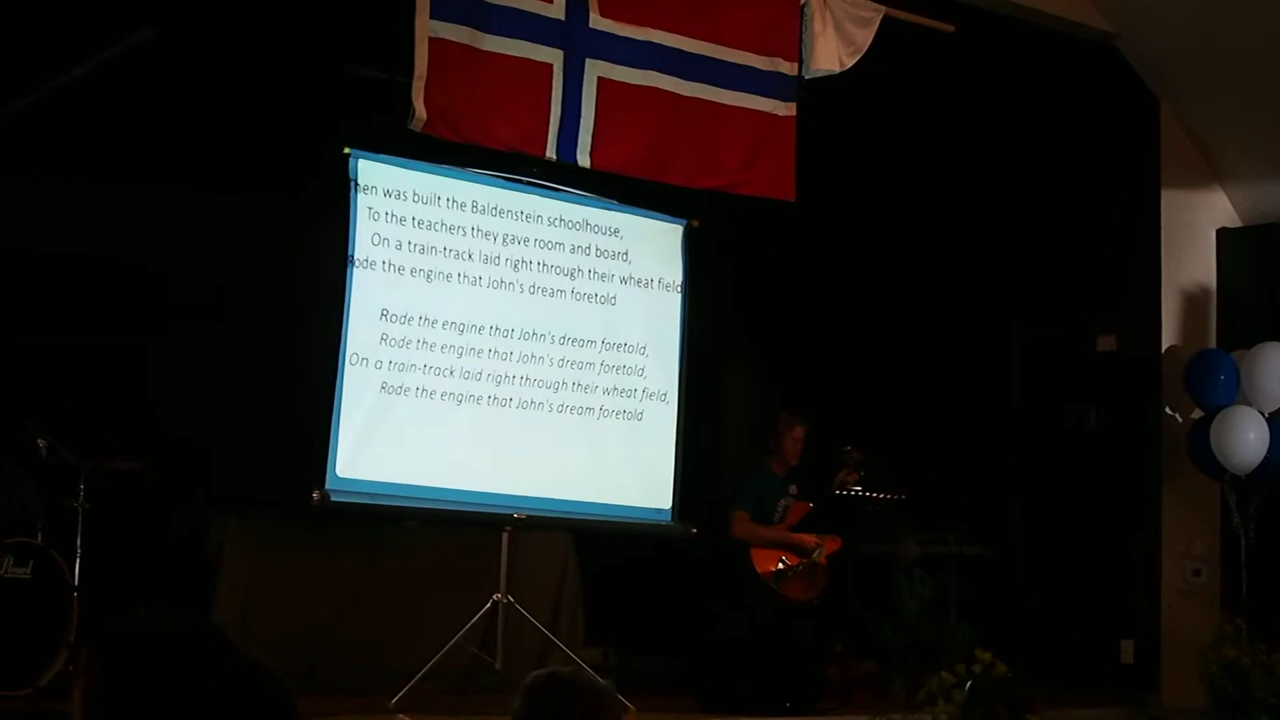 hen was built the Baldenstein schoolhouse,
To the teachers they gave room and board,
On a train-track laid right through their wheat field
Rode the engine that John's dream foretold
Rode the engine that John's dream foretold,
Rode the engine that John's dream foretold,
On a train-track laid right through their wheat field,
Rode the engine that John's dream foretold
Pearl